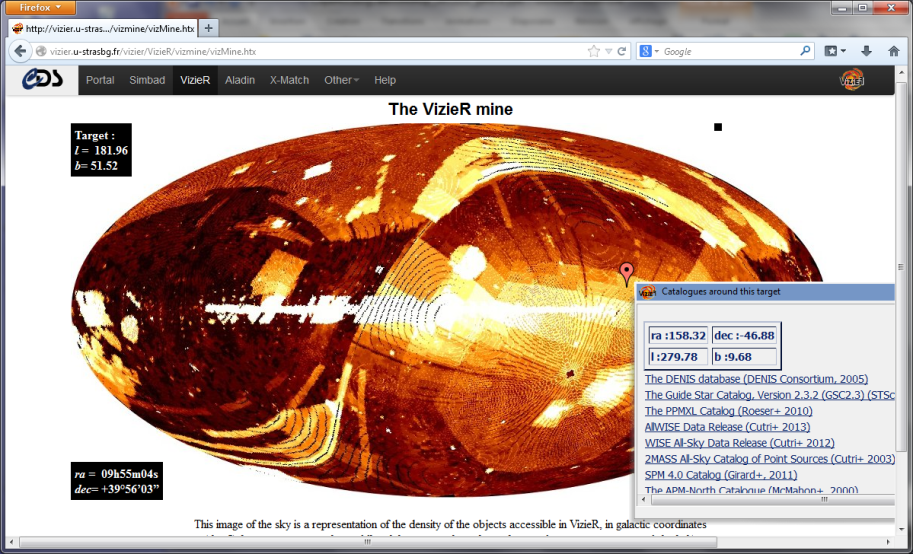 Firefox
http://vizier.u-stras.../vizmine/vizMine.htx
vizier.u-strasbg.fr/vizier/VizieR/vizmine/vizMine.htx
Google
CDS Portal Simbad VizieR Aladin X-Match Other Help VizieR
The VizieR mine
Target :
l = 181.96
b= 51.52
Catalogues around this target
ra :158.32 dec :-46.88
l :279.78 b :9.68
The DENIS database (DENIS Consortium, 2005)
The Guide Star Catalog, Version 2.3.2 (GSC2.3) (STSc
The PPMXL Catalog (Roeser+ 2010)
AllWISE Data Release (Cutri+ 2013)
WISE All-Sky Data Release (Cutri+ 2012)
2MASS All-Sky Catalog of Point Sources (Cutri+ 2003)
SPM 4.0 Catalog (Girard+, 2011)
The APM-North Catalogue (McMahon+, 2000)
ra = 09h55m04s
dec= +39°56'03"
This image of the sky is a representation of the density of the objects accessible in VizieR, in galactic coordinates